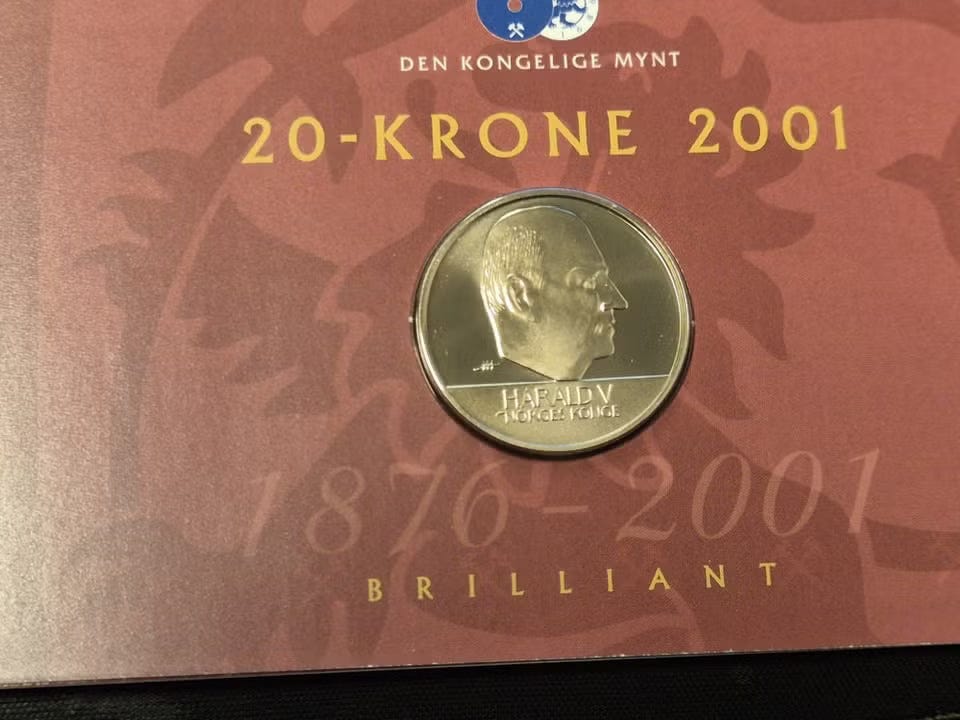 DEN KONGELIGE MYNT
20-KRONE 2001
HARALD V
NORGES KONGE
1876-2001
BRILLIANT